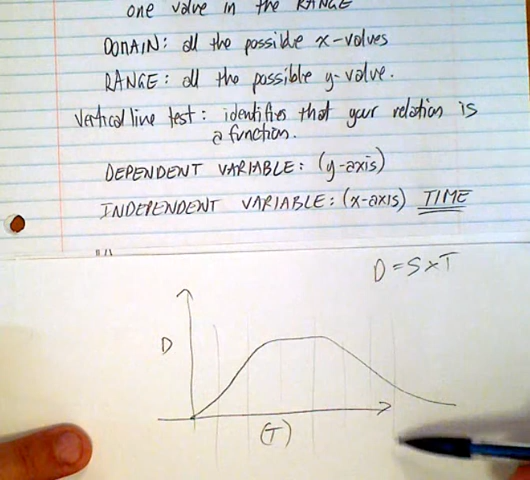 one value in the RANGE
DOMAIN: all the possible x-values
RANGE: all the possible y-value.
Vertical line test: identifies that your relation is
a function.
DEPENDENT VARIABLE: (y-axis)
INDEPENDENT VARIABLE: (x-axis) TIME
D = S x T
D
(T)